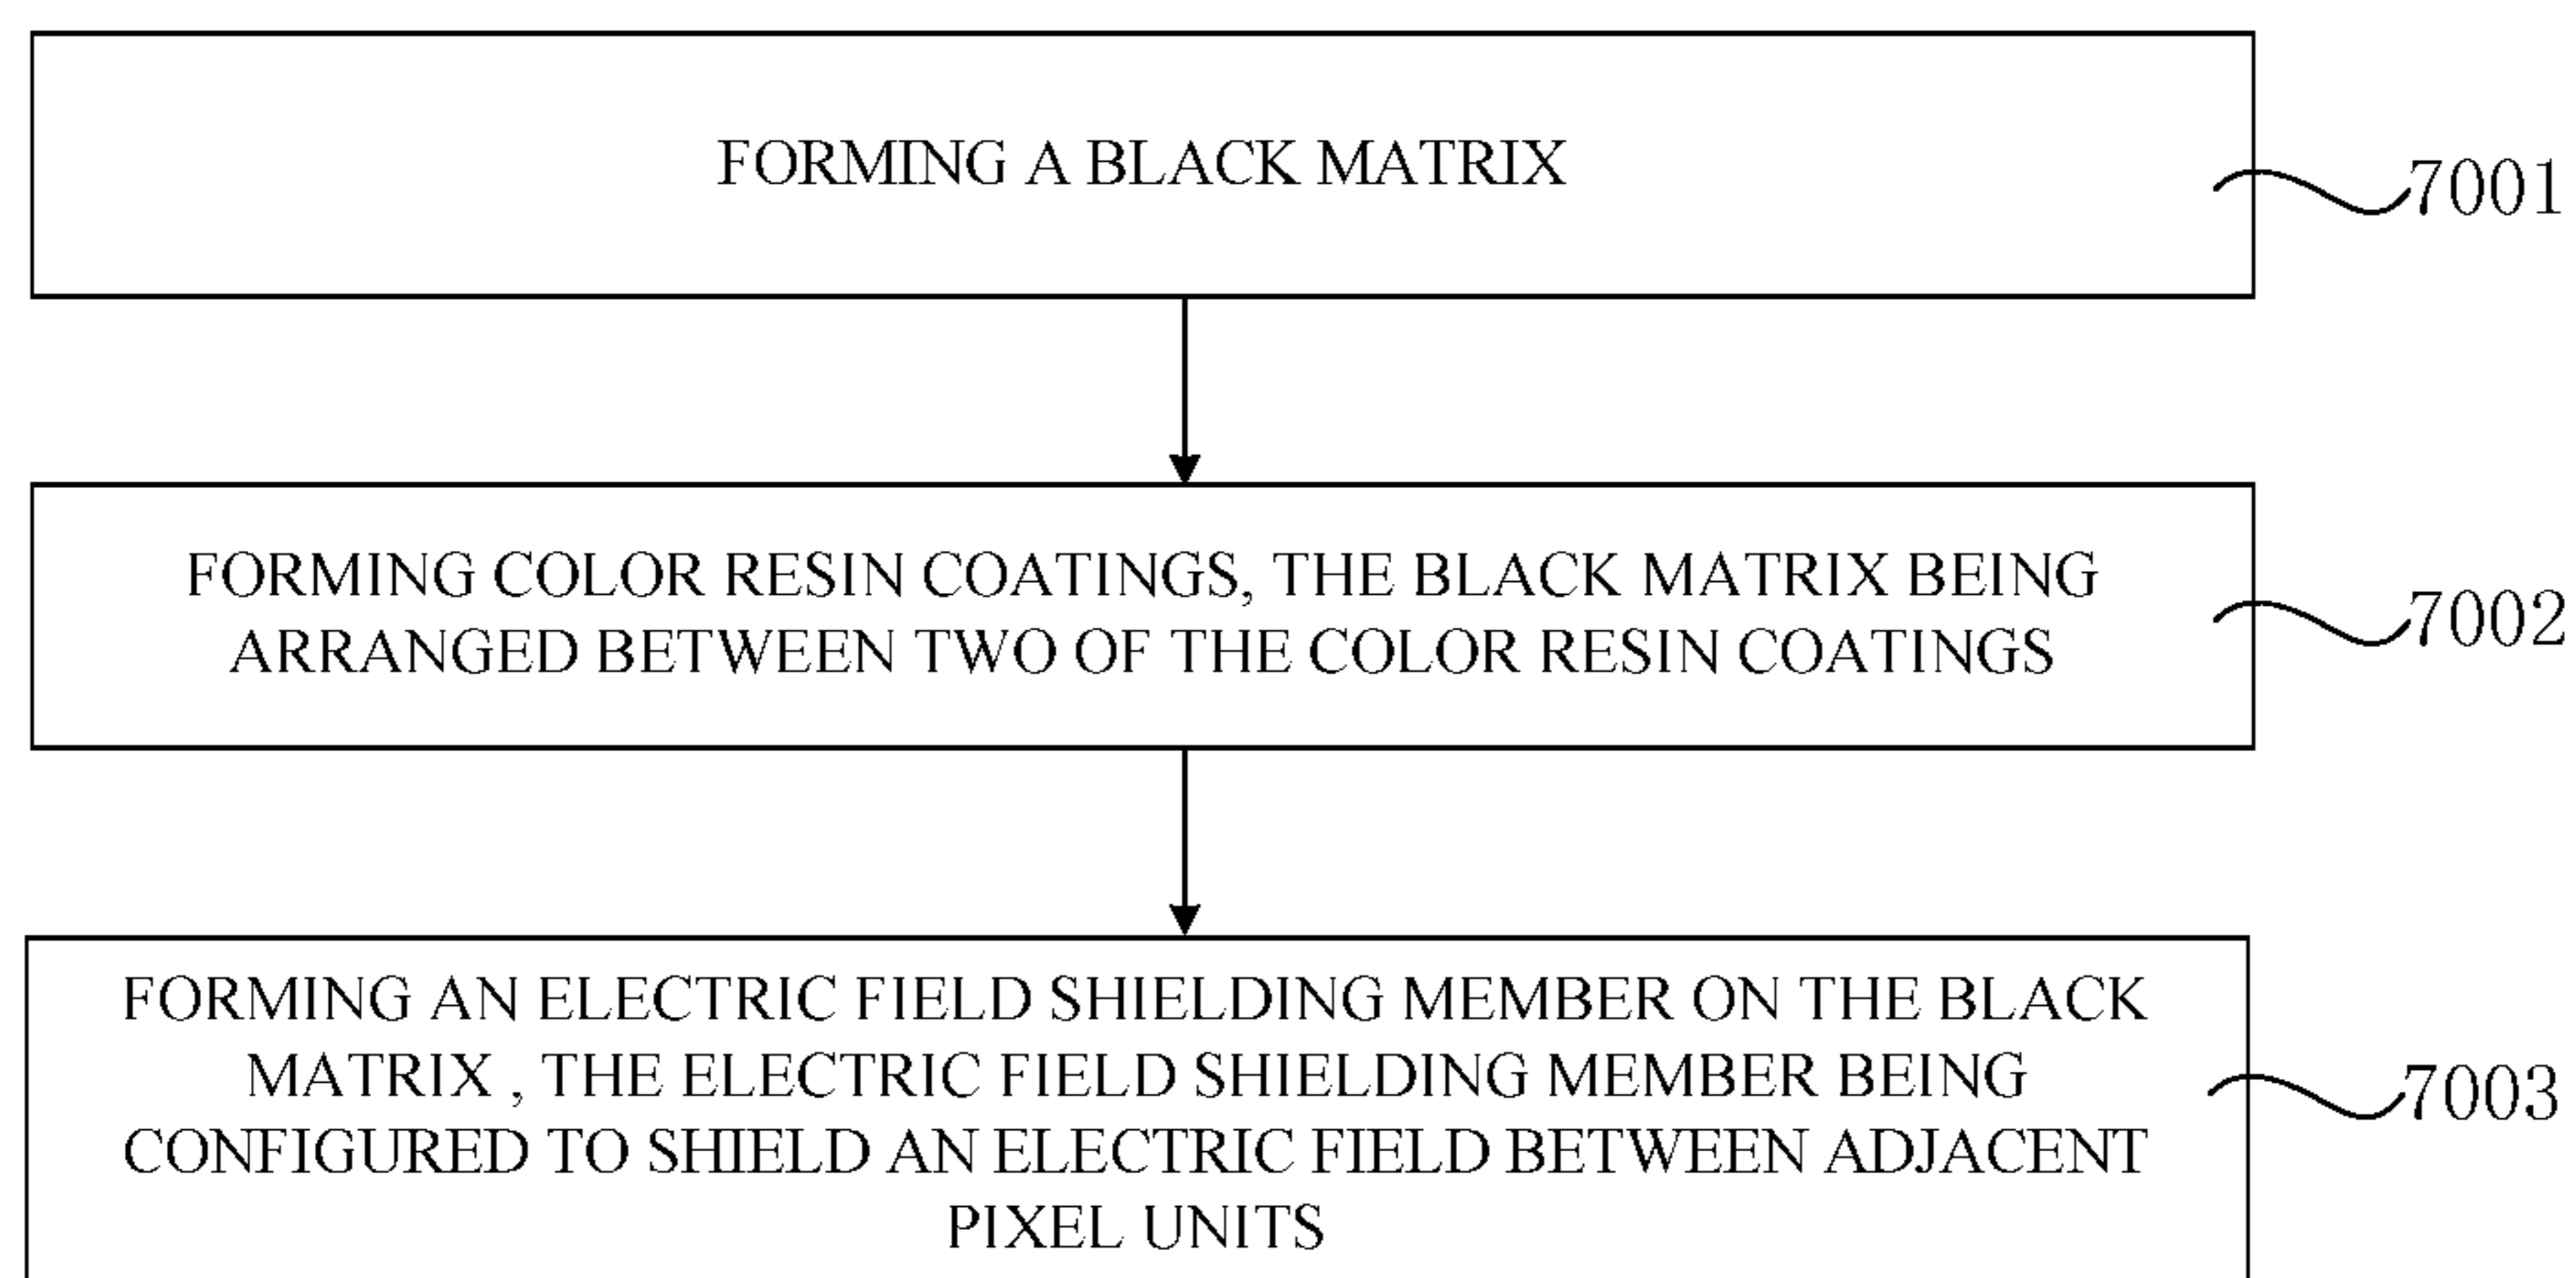 FORMING A BLACK MATRIX
7001
FORMING COLOR RESIN COATINGS, THE BLACK MATRIX BEING
ARRANGED BETWEEN TWO OF THE COLOR RESIN COATINGS
7002
FORMING AN ELECTRIC FIELD SHIELDING MEMBER ON THE BLACK
MATRIX , THE ELECTRIC FIELD SHIELDING MEMBER BEING
CONFIGURED TO SHIELD AN ELECTRIC FIELD BETWEEN ADJACENT
PIXEL UNITS
7003